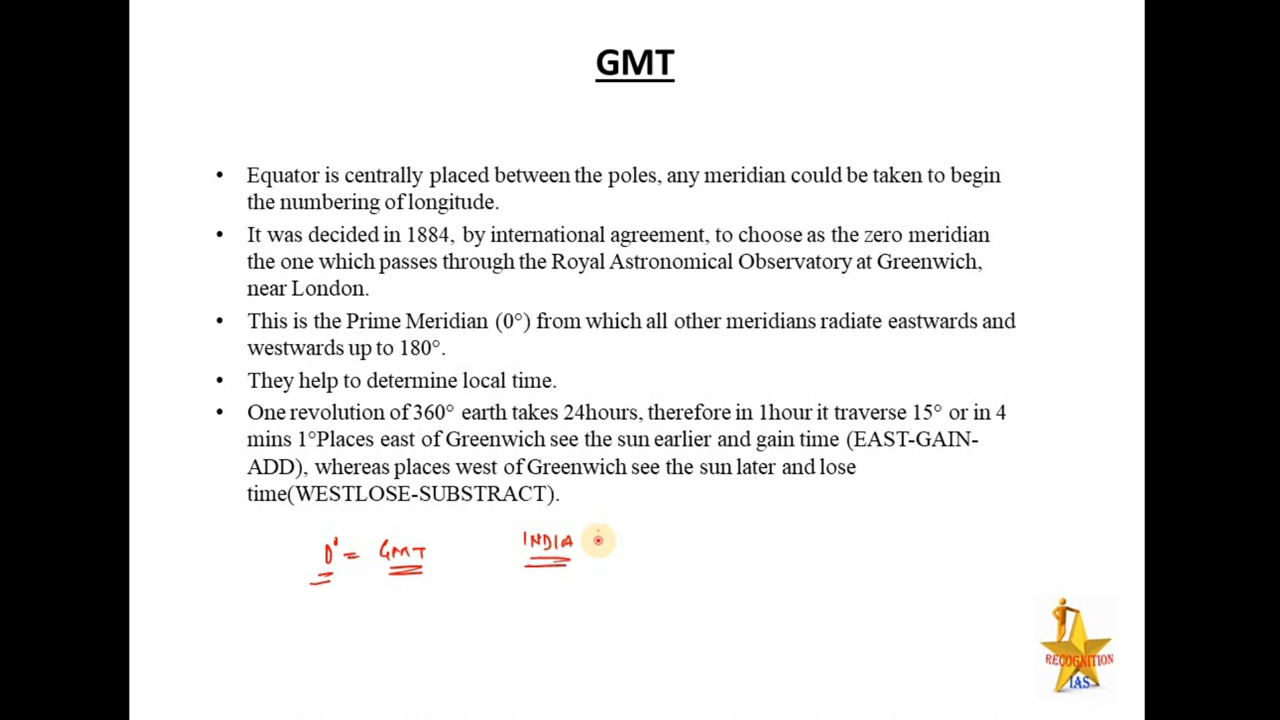 GMT
• Equator is centrally placed between the poles, any meridian could be taken to begin
the numbering of longitude.
• It was decided in 1884, by international agreement, to choose as the zero meridian
the one which passes through the Royal Astronomical Observatory at Greenwich,
near London.
• This is the Prime Meridian (0°) from which all other meridians radiate eastwards and
westwards up to 180°.
• They help to determine local time.
• One revolution of 360° earth takes 24hours, therefore in 1hour it traverse 15° or in 4
mins 1°Places east of Greenwich see the sun earlier and gain time (EAST-GAIN-
ADD), whereas places west of Greenwich see the sun later and lose
time(WESTLOSE-SUBSTRACT).
0° = GMT INDIA
RECOGNITION
IAS